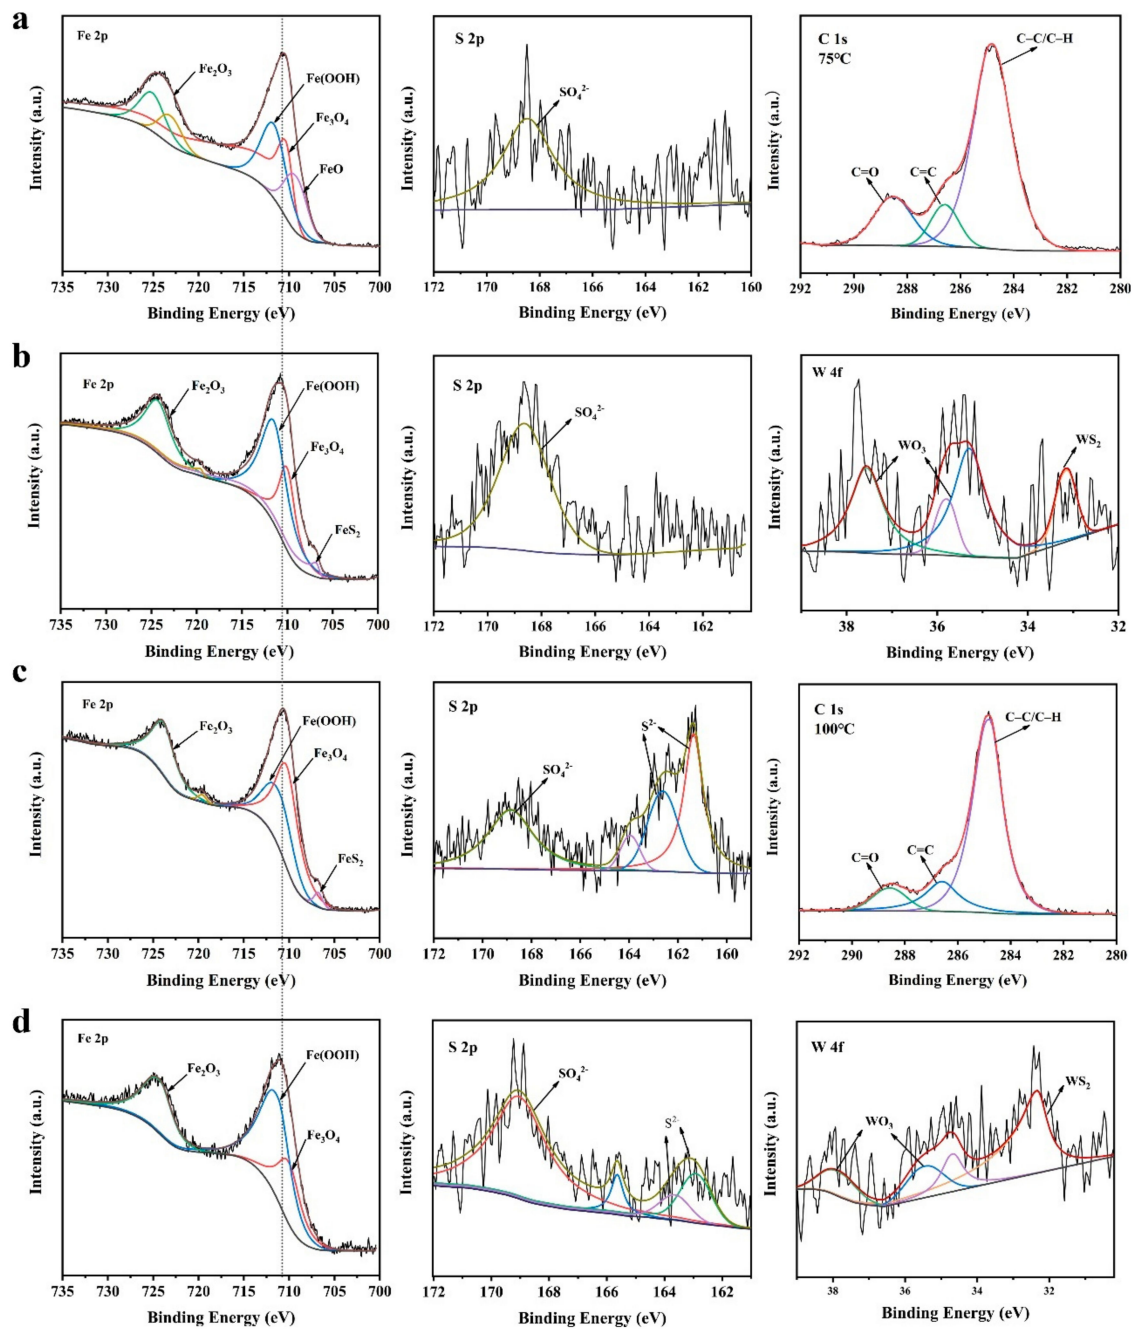 a
Fe 2p
Fe₂O₃
Fe(OOH)
Fe₃O₄
FeO
Intensity (a.u.)
735 730 725 720 715 710 705 700
Binding Energy (eV)
S 2p
SO₄²⁻
Intensity (a.u.)
172 170 168 166 164 162 160
Binding Energy (eV)
C 1s
75°C
C–C/C–H
C=O
C=C
Intensity (a.u.)
292 290 288 286 284 282 280
Binding Energy (eV)
b
Fe 2p
Fe₂O₃
Fe(OOH)
Fe₃O₄
FeS₂
Intensity (a.u.)
735 730 725 720 715 710 705 700
Binding Energy (eV)
S 2p
SO₄²⁻
Intensity (a.u.)
172 170 168 166 164 162
Binding Energy (eV)
W 4f
WO₃
WS₂
Intensity (a.u.)
38 36 34 32
Binding Energy (eV)
c
Fe 2p
Fe₂O₃
Fe(OOH)
Fe₃O₄
FeS₂
Intensity (a.u.)
735 730 725 720 715 710 705 700
Binding Energy (eV)
S 2p
S²⁻
SO₄²⁻
Intensity (a.u.)
172 170 168 166 164 162 160
Binding Energy (eV)
C 1s
100°C
C–C/C–H
C=O
C=C
Intensity (a.u.)
292 290 288 286 284 282 280
Binding Energy (eV)
d
Fe 2p
Fe₂O₃
Fe(OOH)
Fe₃O₄
Intensity (a.u.)
735 730 725 720 715 710 705 700
Binding Energy (eV)
S 2p
SO₄²⁻
S²⁻
Intensity (a.u.)
172 170 168 166 164 162
Binding Energy (eV)
W 4f
WO₃
WS₂
Intensity (a.u.)
38 36 34 32
Binding Energy (eV)